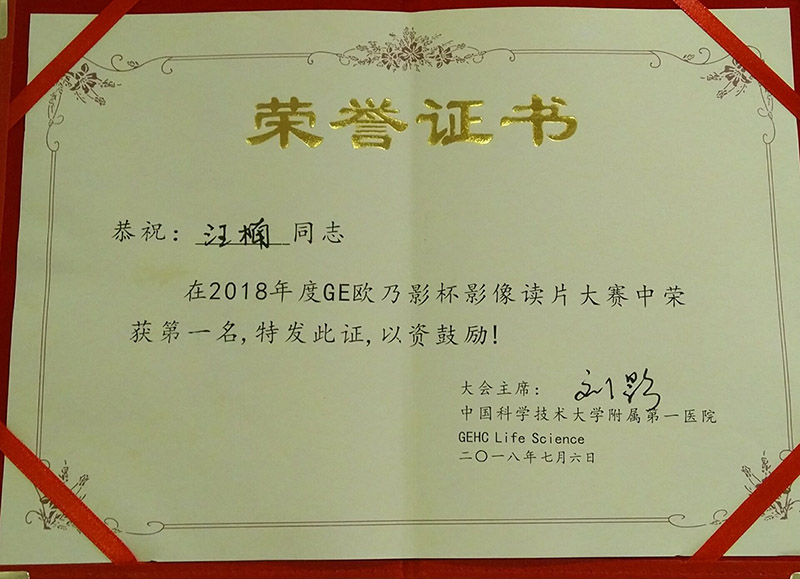 荣誉证书
恭祝: 汪楠 同志
在2018年度GE欧乃影杯影像读片大赛中荣
获第一名,特发此证,以资鼓励!
大会主席: 刘影
中国科学技术大学附属第一医院
GEHC Life Science
二〇一八年七月六日